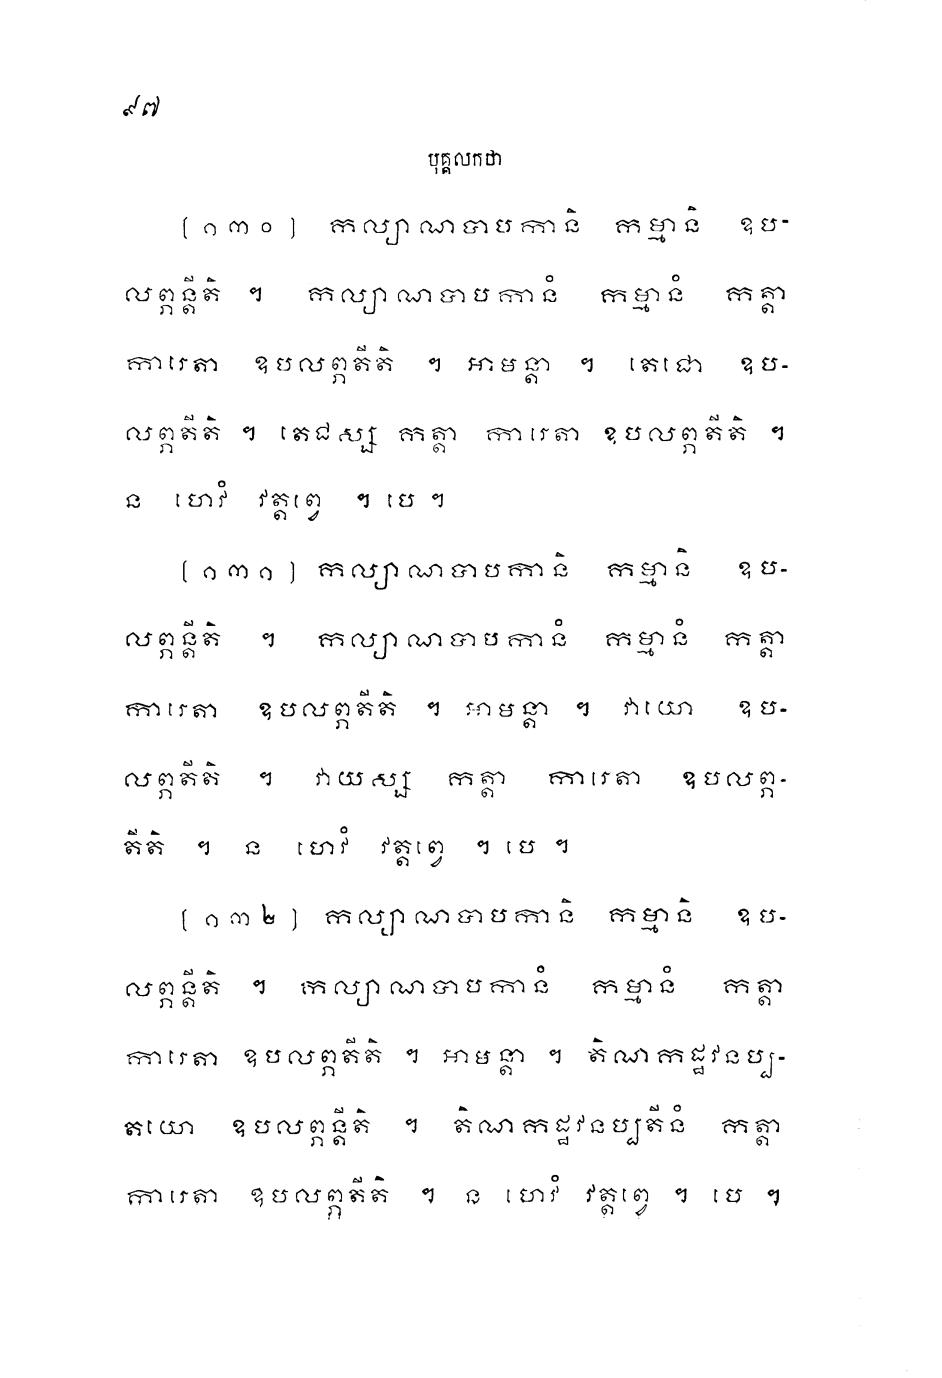 ៩៧
បុគ្គលកថា
[១៣០] កល្យាណបាបកានិ កម្មានិ ឧប-
លព្ភន្តីតិ ។ កល្យាណបាបកានំ កម្មានំ កត្តា
ការេតា ឧបលព្ភតីតិ ។ អាមន្តា ។ តេជោ ឧប-
លព្ភតីតិ ។ តេជស្ស កត្តា ការេតា ឧបលព្ភតីតិ ។
ន ហេវំ វត្តព្វេ ។ បេ ។
[១៣១] កល្យាណបាបកានិ កម្មានិ ឧប-
លព្ភន្តីតិ ។ កល្យាណបាបកានំ កម្មានំ កត្តា
ការេតា ឧបលព្ភតីតិ ។ អាមន្តា ។ វាយោ ឧប-
លព្ភតីតិ ។ វាយស្ស កត្តា ការេតា ឧបលព្ភ-
តីតិ ។ ន ហេវំ វត្តព្វេ ។ បេ ។
[១៣២] កល្យាណបាបកានិ កម្មានិ ឧប-
លព្ភន្តីតិ ។ កល្យាណបាបកានំ កម្មានំ កត្តា
ការេតា ឧបលព្ភតីតិ ។ អាមន្តា ។ តិណកដ្ឋវនប្ប-
តយោ ឧបលព្ភន្តីតិ ។ តិណកដ្ឋវនប្បតីនំ កត្តា
ការេតា ឧបលព្ភតីតិ ។ ន ហេវំ វត្តព្វេ ។ បេ ។